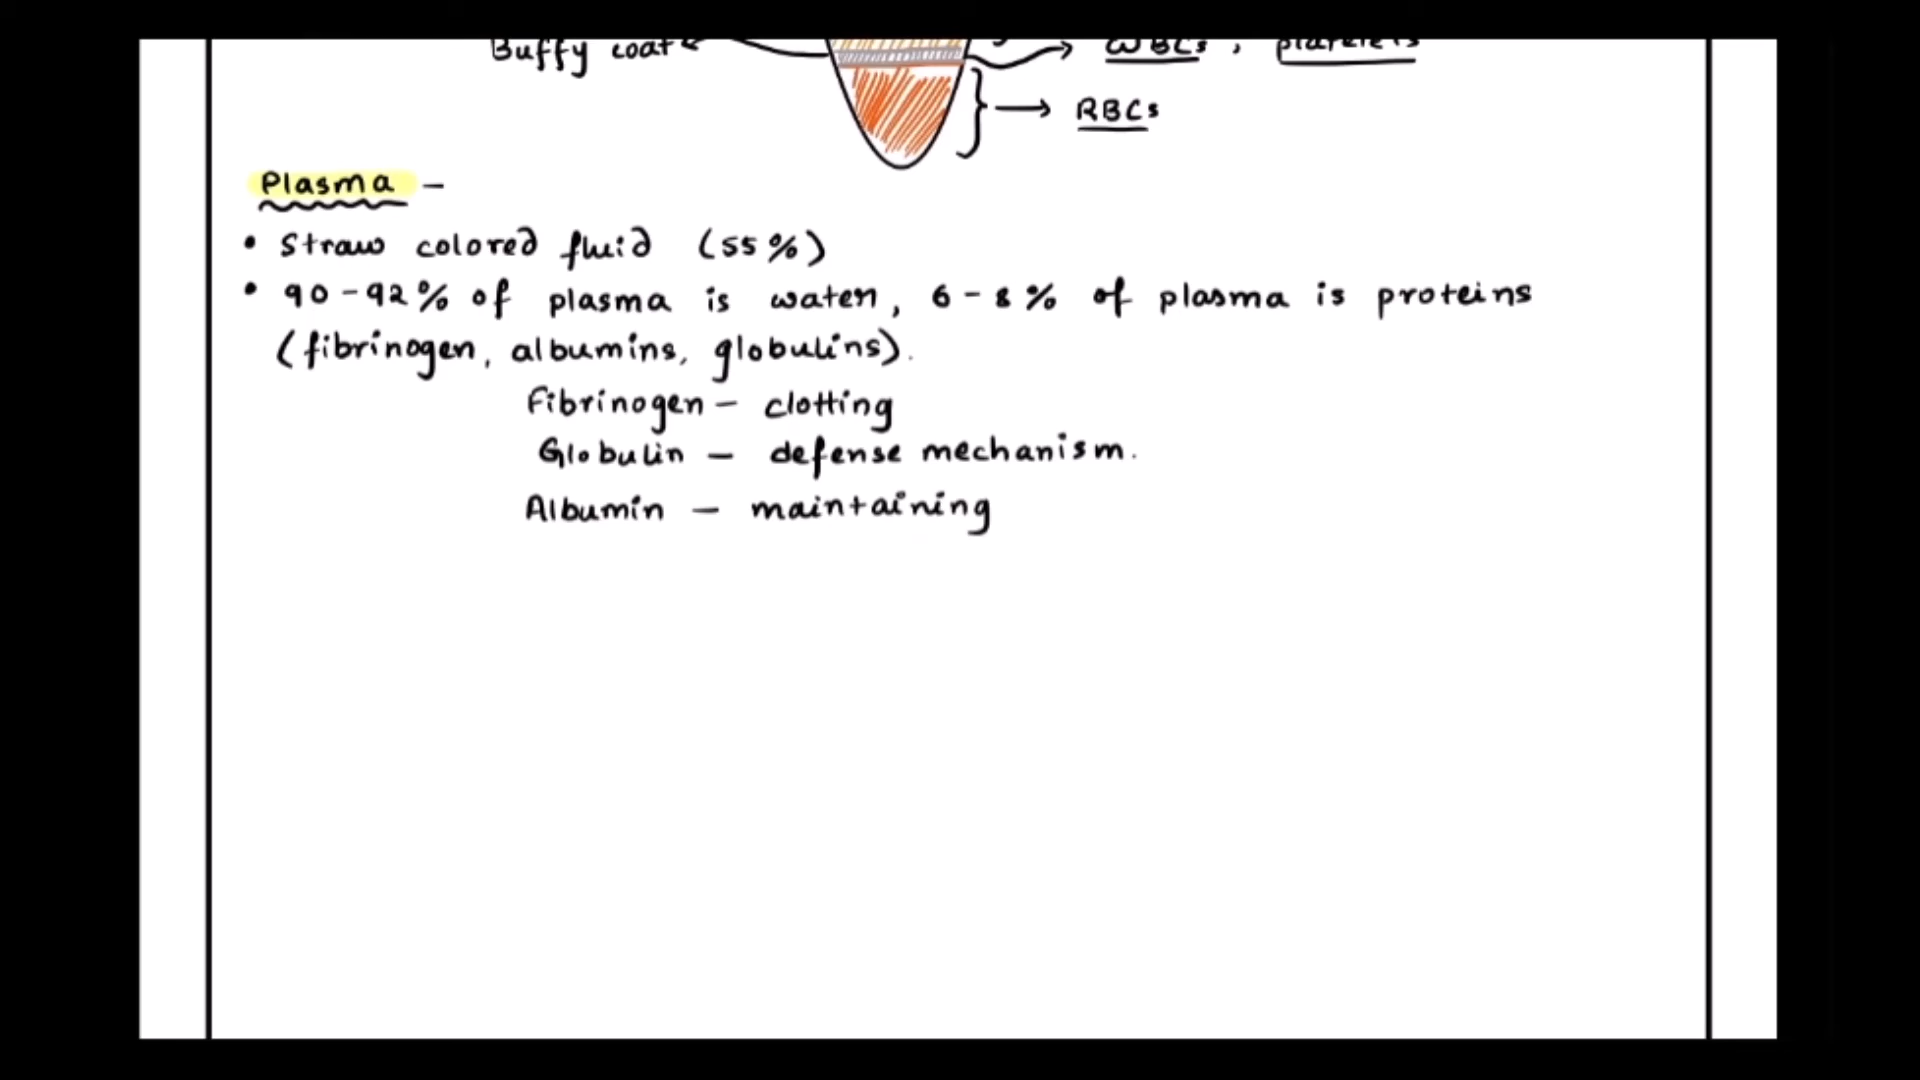 Buffy coat
WBCs, platelets
RBCs
Plasma -
• Straw colored fluid (55%)
• 90-92% of plasma is water, 6-8% of plasma is proteins
(fibrinogen, albumins, globulins).
Fibrinogen - clotting
Globulin - defense mechanism.
Albumin - maintaining